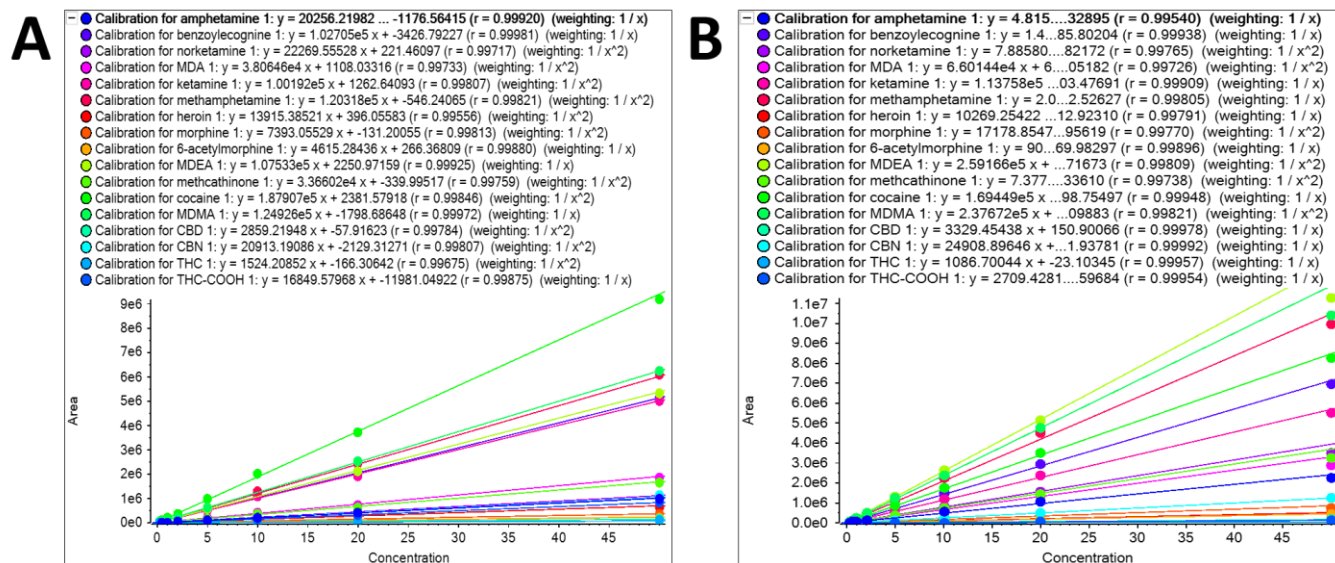 A
Calibration for amphetamine 1: y = 20256.21982 ... -1176.56415 (r = 0.99920) (weighting: 1 / x)
Calibration for benzoylecognine 1: y = 1.02705e5 x + -3426.79227 (r = 0.99981) (weighting: 1 / x)
Calibration for norketamine 1: y = 22269.55528 x + 221.46097 (r = 0.99717) (weighting: 1 / x^2)
Calibration for MDA 1: y = 3.80646e4 x + 1108.03316 (r = 0.99733) (weighting: 1 / x^2)
Calibration for ketamine 1: y = 1.00192e5 x + 1262.64093 (r = 0.99807) (weighting: 1 / x^2)
Calibration for methamphetamine 1: y = 1.20318e5 x + -546.24065 (r = 0.99821) (weighting: 1 / x^2)
Calibration for heroin 1: y = 13915.38521 x + 396.05583 (r = 0.99556) (weighting: 1 / x^2)
Calibration for morphine 1: y = 7393.05529 x + -131.20055 (r = 0.99813) (weighting: 1 / x^2)
Calibration for 6-acetylmorphine 1: y = 4615.28436 x + 266.36809 (r = 0.99880) (weighting: 1 / x)
Calibration for MDEA 1: y = 1.07533e5 x + 2250.97159 (r = 0.99925) (weighting: 1 / x)
Calibration for methcathinone 1: y = 3.36602e4 x + -339.99517 (r = 0.99759) (weighting: 1 / x^2)
Calibration for cocaine 1: y = 1.87907e5 x + 2381.57918 (r = 0.99846) (weighting: 1 / x^2)
Calibration for MDMA 1: y = 1.24926e5 x + -1798.68648 (r = 0.99972) (weighting: 1 / x)
Calibration for CBD 1: y = 2859.21948 x + -57.91623 (r = 0.99784) (weighting: 1 / x^2)
Calibration for CBN 1: y = 20913.19086 x + -2129.31271 (r = 0.99807) (weighting: 1 / x^2)
Calibration for THC 1: y = 1524.20852 x + -166.30642 (r = 0.99675) (weighting: 1 / x^2)
Calibration for THC-COOH 1: y = 16849.57968 x + -11981.04922 (r = 0.99875) (weighting: 1 / x)
9e6
8e6
7e6
6e6
5e6
4e6
3e6
2e6
1e6
0e0
Area
0 5 10 15 20 25 30 35 40 45
Concentration
B
Calibration for amphetamine 1: y = 4.815....32895 (r = 0.99540) (weighting: 1 / x)
Calibration for benzoylecognine 1: y = 1.4...85.80204 (r = 0.99938) (weighting: 1 / x)
Calibration for norketamine 1: y = 7.88580...82172 (r = 0.99765) (weighting: 1 / x^2)
Calibration for MDA 1: y = 6.60144e4 x + 6....05182 (r = 0.99726) (weighting: 1 / x^2)
Calibration for ketamine 1: y = 1.13758e5 ...03.47691 (r = 0.99909) (weighting: 1 / x)
Calibration for methamphetamine 1: y = 2.0...2.52627 (r = 0.99805) (weighting: 1 / x)
Calibration for heroin 1: y = 10269.25422 ...12.92310 (r = 0.99791) (weighting: 1 / x)
Calibration for morphine 1: y = 17178.8547...95619 (r = 0.99770) (weighting: 1 / x^2)
Calibration for 6-acetylmorphine 1: y = 90...69.98297 (r = 0.99896) (weighting: 1 / x)
Calibration for MDEA 1: y = 2.59166e5 x + ...71673 (r = 0.99809) (weighting: 1 / x^2)
Calibration for methcathinone 1: y = 7.377....33610 (r = 0.99738) (weighting: 1 / x^2)
Calibration for cocaine 1: y = 1.69449e5 x ...98.75497 (r = 0.99948) (weighting: 1 / x)
Calibration for MDMA 1: y = 2.37672e5 x + ...09883 (r = 0.99821) (weighting: 1 / x^2)
Calibration for CBD 1: y = 3329.45438 x + 150.90066 (r = 0.99978) (weighting: 1 / x)
Calibration for CBN 1: y = 24908.89646 x +...1.93781 (r = 0.99992) (weighting: 1 / x)
Calibration for THC 1: y = 1086.70044 x + -23.10345 (r = 0.99957) (weighting: 1 / x)
Calibration for THC-COOH 1: y = 2709.4281...59684 (r = 0.99954) (weighting: 1 / x)
1.1e7
1.0e7
9.0e6
8.0e6
7.0e6
6.0e6
5.0e6
4.0e6
3.0e6
2.0e6
1.0e6
0.0e0
Area
0 5 10 15 20 25 30 35 40 45
Concentration